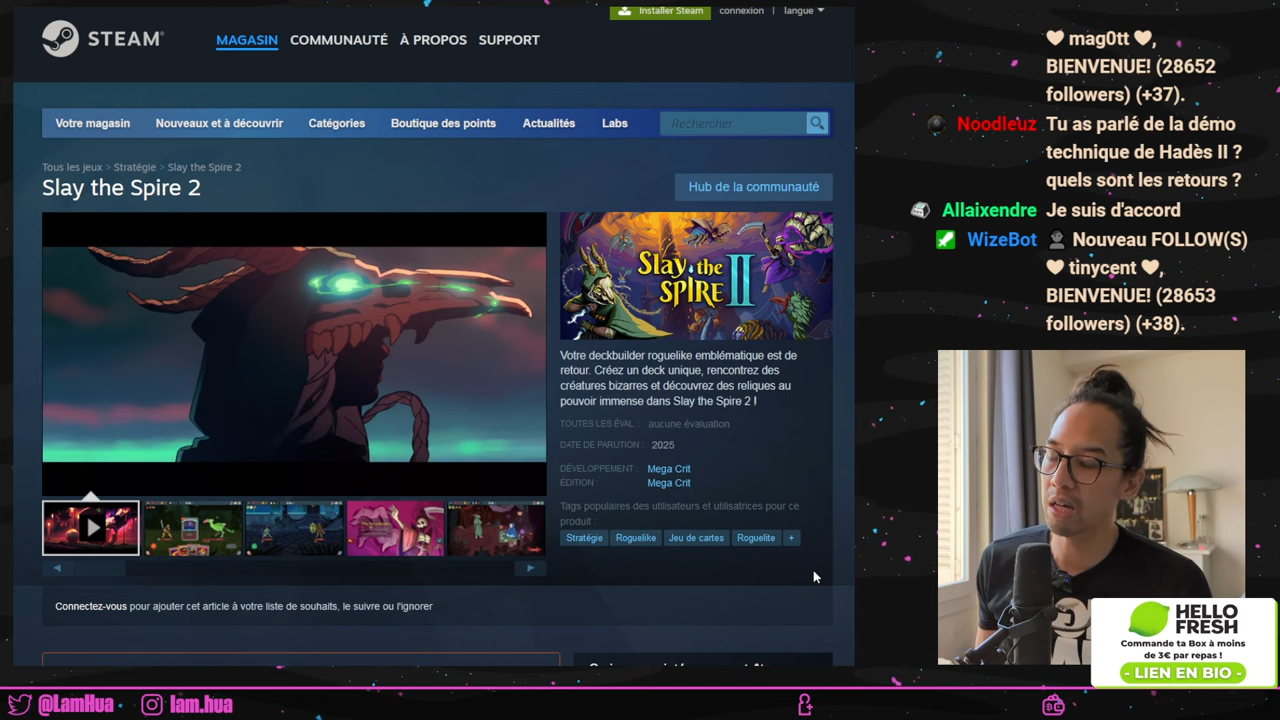 Installer Steam
connexion
langue
STEAM
MAGASIN
COMMUNAUTÉ
À PROPOS
SUPPORT
Votre magasin
Nouveaux et à découvrir
Catégories
Boutique des points
Actualités
Labs
Rechercher
Tous les jeux > Stratégie > Slay the Spire 2
Slay the Spire 2
Hub de la communauté
Slay the
SPIRE II
Votre deckbuilder roguelike emblématique est de
retour. Créez un deck unique, rencontrez des
créatures bizarres et découvrez des reliques au
pouvoir immense dans Slay the Spire 2 !
TOUTES LES ÉVAL. : aucune évaluation
DATE DE PARUTION : 2025
DÉVELOPPEMENT : Mega Crit
ÉDITION : Mega Crit
Tags populaires des utilisateurs et utilisatrices pour ce
produit :
Stratégie
Roguelike
Jeu de cartes
Roguelite
+
Connectez-vous pour ajouter cet article à votre liste de souhaits, le suivre ou l'ignorer
mag0tt ,
BIENVENUE! (28652
followers) (+37).
Noodleuz Tu as parlé de la démo
technique de Hadès II ?
quels sont les retours ?
Allaixendre Je suis d'accord
WizeBot Nouveau FOLLOW(S)
tinycent ,
BIENVENUE! (28653
followers) (+38).
HELLO
FRESH
Commande ta Box à moins
de 3€ par repas !
- LIEN EN BIO -
@LamHua
lam.hua